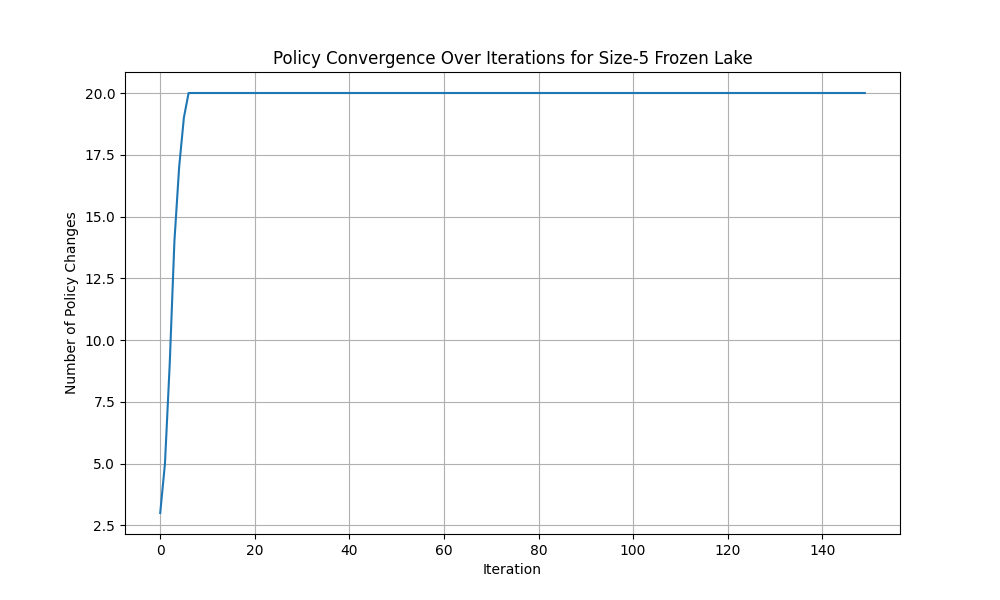 Policy Convergence Over Iterations for Size-5 Frozen Lake
Number of Policy Changes
20.0
17.5
15.0
12.5
10.0
7.5
5.0
2.5
0 20 40 60 80 100 120 140
Iteration